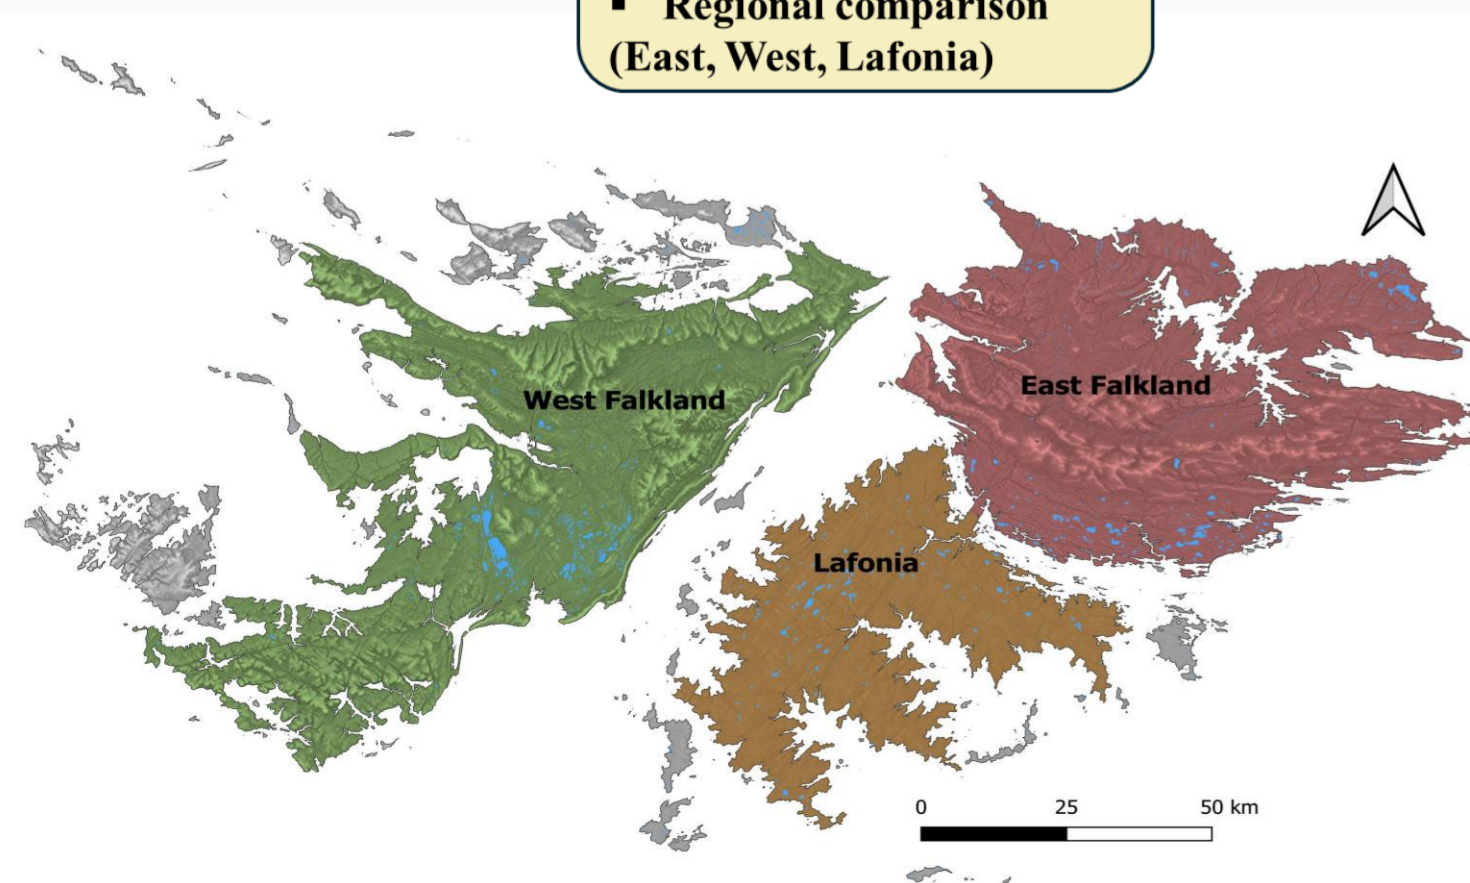 ▪ Regional comparison
(East, West, Lafonia)
West Falkland
East Falkland
Lafonia
0 25 50 km